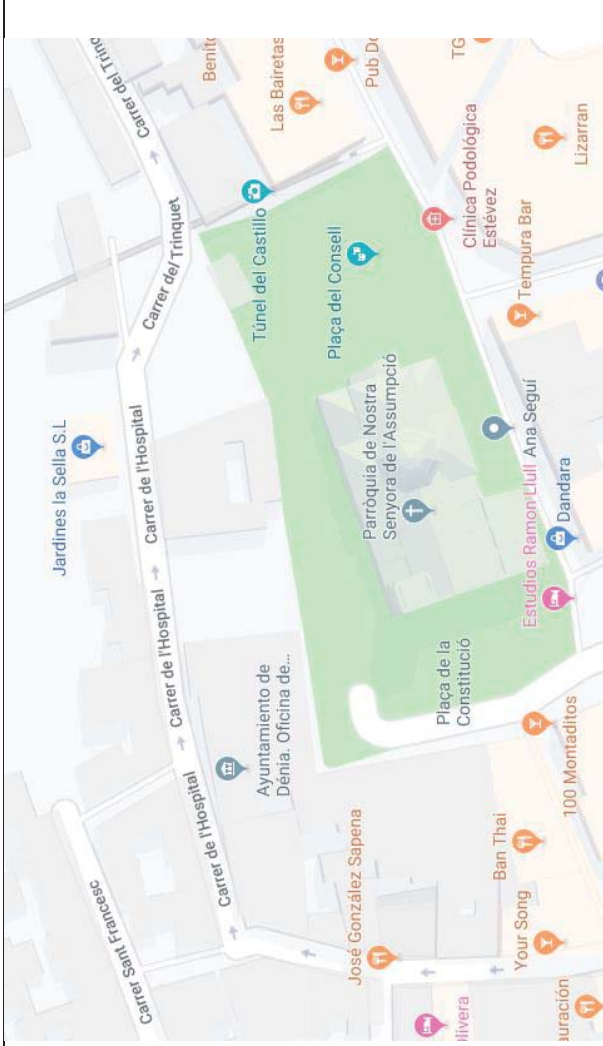 Carrer Sant Francesc
Carrer de l'Hospital
Carrer de l'Hospital
Carrer de l'Hospital
Carrer de l'Hospital
Carrer del Trinquet
Carrer del Trinq
Jardines la Sella S.L
Ayuntamiento de
Dénia. Oficina de...
Túnel del Castillo
Benito
Las Bairetas
Pub Do
TG
Plaça del Consell
Parròquia de Nostra
Senyora de l'Assumpció
Clínica Podológica
Estévez
Lizarran
Tempura Bar
Ana Seguí
Estudios Ramon Llull
Dandara
Plaça de la
Constitució
100 Montaditos
José González Sapena
Ban Thai
Your Song
livera
auración